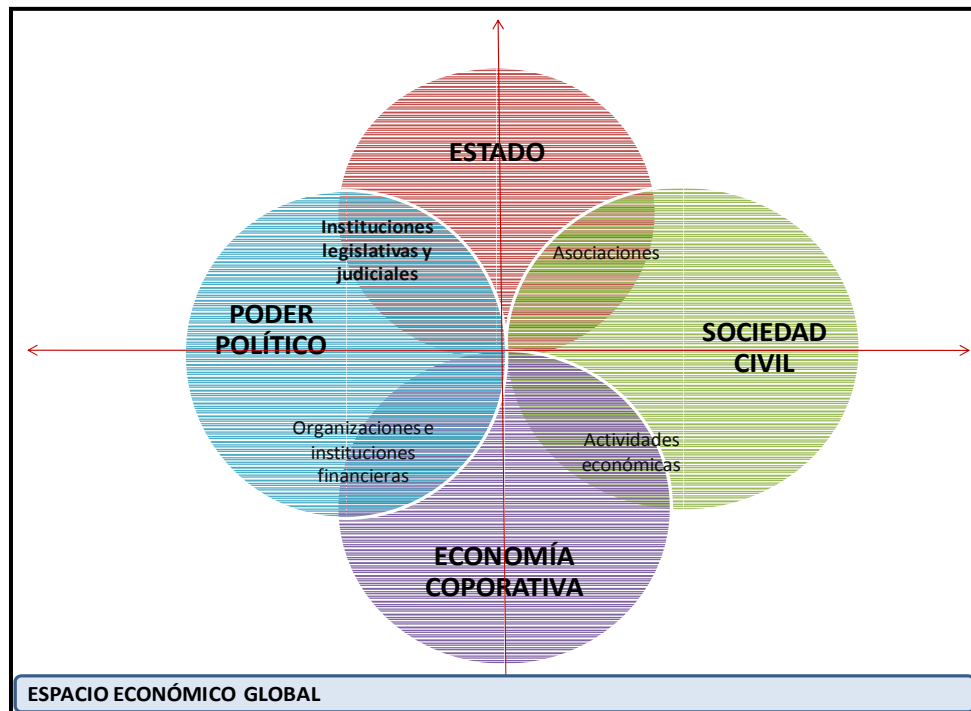 ESTADO
Instituciones
legislativas y
judiciales
Asociaciones
PODER
POLÍTICO
SOCIEDAD
CIVIL
Organizaciones e
instituciones
financieras
Actividades
económicas
ECONOMÍA
COPORATIVA
ESPACIO ECONÓMICO GLOBAL